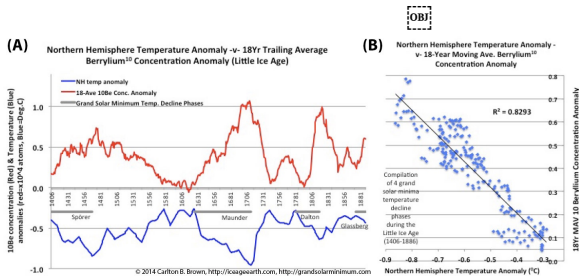 OBJ
(A)
Northern Hemisphere Temperature Anomaly -v- 18Yr Trailing Average
Berrylium10 Concentration Anomaly (Little Ice Age)
10Be concentration (Red) & Temperature (Blue)
anomalies (red=x10^4 atoms, Blue=Deg.C)
NH temp anomaly
18-Ave 10Be Conc. Anomaly
Grand Solar Minimum Temp. Decline Phases
1.0
0.5
0.0
-0.5
-1.0
1406
1431
1456
1481
1506
1531
1556
1581
1606
1631
1656
1681
1706
1731
1756
1781
1806
1831
1856
1881
Spörer
Maunder
Dalton
Glassberg
© 2014 Carlton B. Brown, http://iceageearth.com, http://grandsolarminimum.com
(B)
Northern Hemisphere Temperature Anomaly -
v- 18-Year Moving Ave. Berylium10
Concentration Anomaly
R² = 0.8293
Compilation
of 4 grand
solar minima
temperature
decline
phases
during the
Little Ice Age
(1406-1886)
0.8
0.7
0.6
0.5
0.4
0.3
0.2
0.1
0.0
18Y MAV 10 Beryllium Concentration Anomaly
-0.9
-0.8
-0.7
-0.6
-0.5
-0.4
-0.3
Northern Hemisphere Temperature Anomaly (ºC)